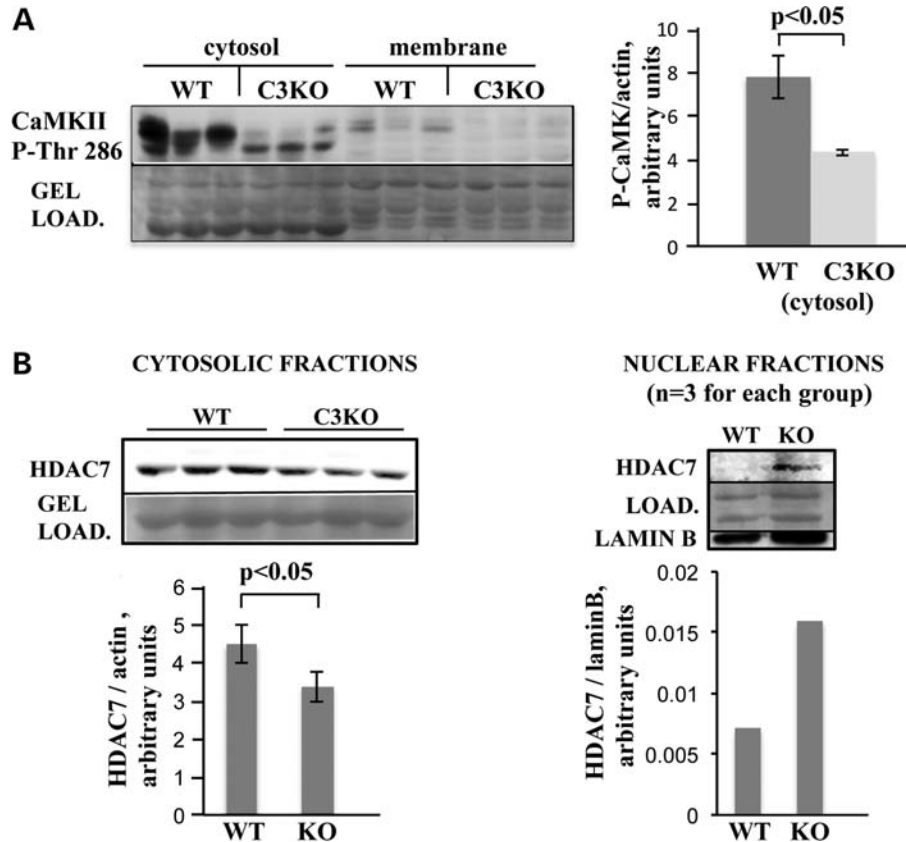 A
cytosol
membrane
WT
C3KO
WT
C3KO
CaMKII
P-Thr 286
GEL
LOAD.
p<0.05
P-CaMK/actin,
arbitrary units
10
8
6
4
2
0
WT
C3KO
(cytosol)
B
CYTOSOLIC FRACTIONS
WT
C3KO
HDAC7
GEL
LOAD.
p<0.05
HDAC7 / actin ,
arbitrary units
6
5
4
3
2
1
0
WT
KO
NUCLEAR FRACTIONS
(n=3 for each group)
WT
KO
HDAC7
LOAD.
LAMIN B
HDAC7 / laminB,
arbitrary units
0.02
0.015
0.01
0.005
0
WT
KO